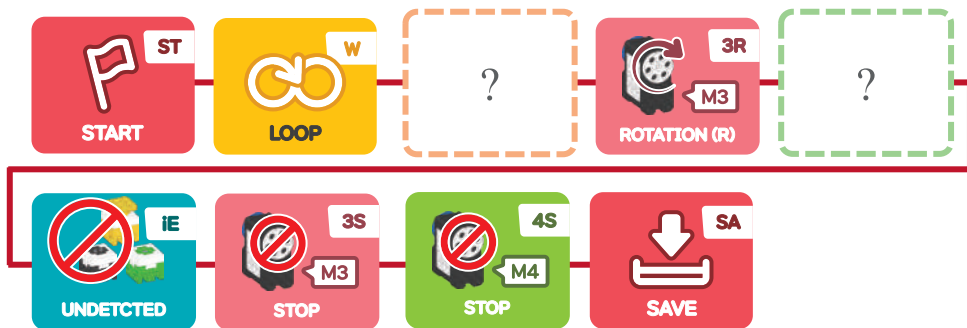 ST
START
W
LOOP
?
3R
M3
ROTATION (R)
?
iE
UNDETCTED
3S
M3
STOP
4S
M4
STOP
SA
SAVE